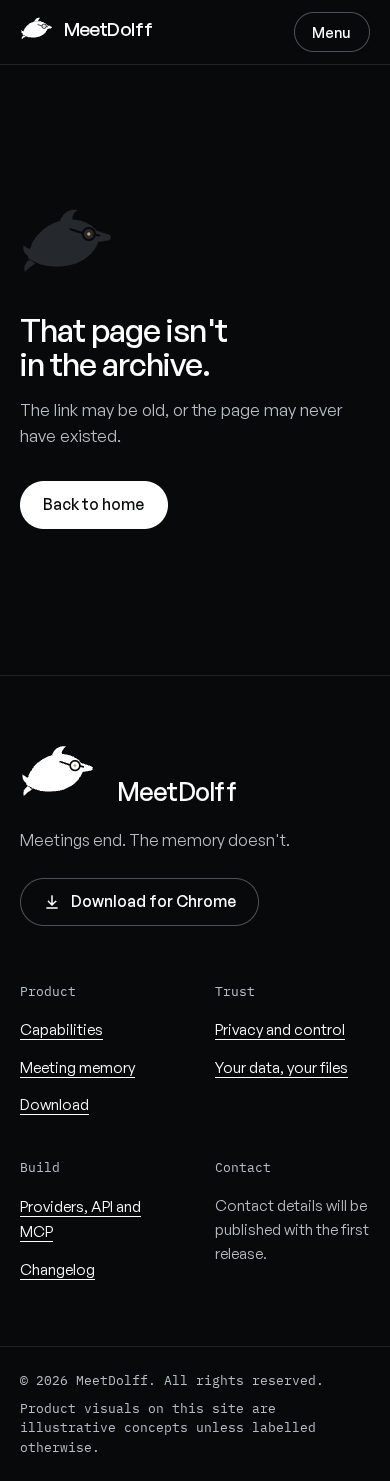 MeetDolff
Menu
That page isn't
in the archive.
The link may be old, or the page may never
have existed.
Back to home
MeetDolff
Meetings end. The memory doesn't.
Download for Chrome
Product
Capabilities
Meeting memory
Download
Trust
Privacy and control
Your data, your files
Build
Providers, API and
MCP
Changelog
Contact
Contact details will be
published with the first
release.
© 2026 MeetDolff. All rights reserved.
Product visuals on this site are
illustrative concepts unless labelled
otherwise.